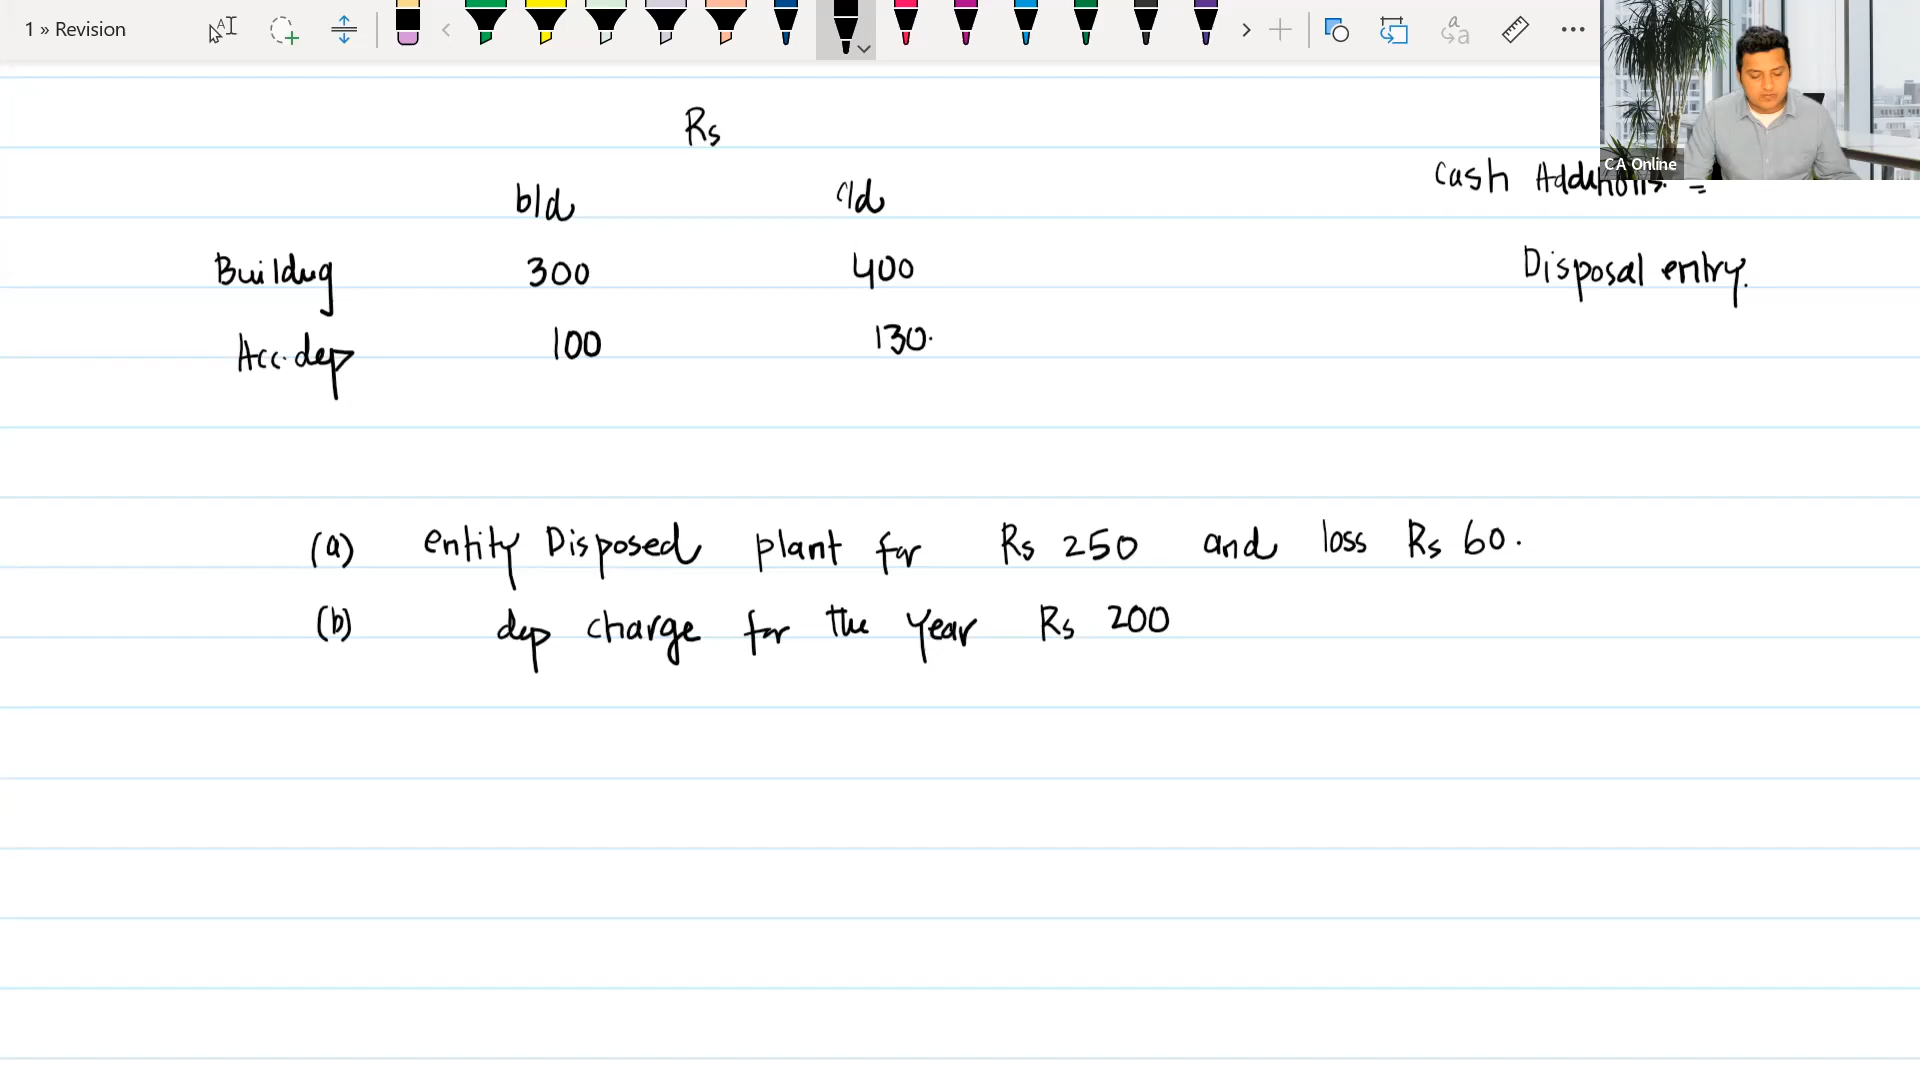 1 » Revision
CA Online
Rs
Cash Additions. =
b/d c/d
Building 300 400
Disposal entry.
Acc. dep 100 130.
(a) entity Disposed plant for Rs 250 and loss Rs 60.
(b) dep charge for the year Rs 200